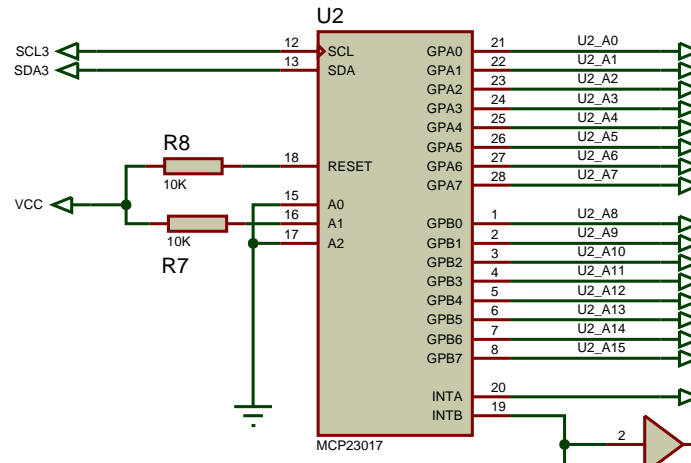 U2
SCL3 12 SCL GPA0 21 U2_A0
SDA3 13 SDA GPA1 22 U2_A1
GPA2 23 U2_A2
GPA3 24 U2_A3
R8 GPA4 25 U2_A4
GPA5 26 U2_A5
10K 18 RESET GPA6 27 U2_A6
GPA7 28 U2_A7
VCC 15 A0
16 A1 GPB0 1 U2_A8
10K 17 A2 GPB1 2 U2_A9
R7 GPB2 3 U2_A10
GPB3 4 U2_A11
GPB4 5 U2_A12
GPB5 6 U2_A13
GPB6 7 U2_A14
GPB7 8 U2_A15
INTA 20
INTB 19
MCP23017 2